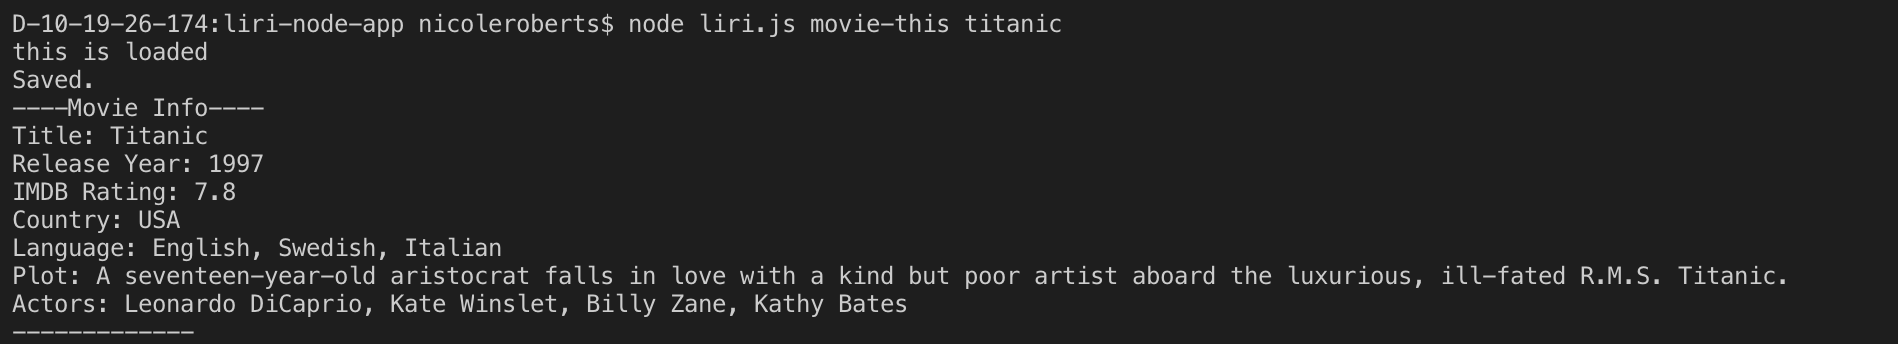 D-10-19-26-174:liri-node-app nicoleroberts$ node liri.js movie-this titanic
this is loaded
Saved.
----Movie Info----
Title: Titanic
Release Year: 1997
IMDB Rating: 7.8
Country: USA
Language: English, Swedish, Italian
Plot: A seventeen-year-old aristocrat falls in love with a kind but poor artist aboard the luxurious, ill-fated R.M.S. Titanic.
Actors: Leonardo DiCaprio, Kate Winslet, Billy Zane, Kathy Bates
-------------